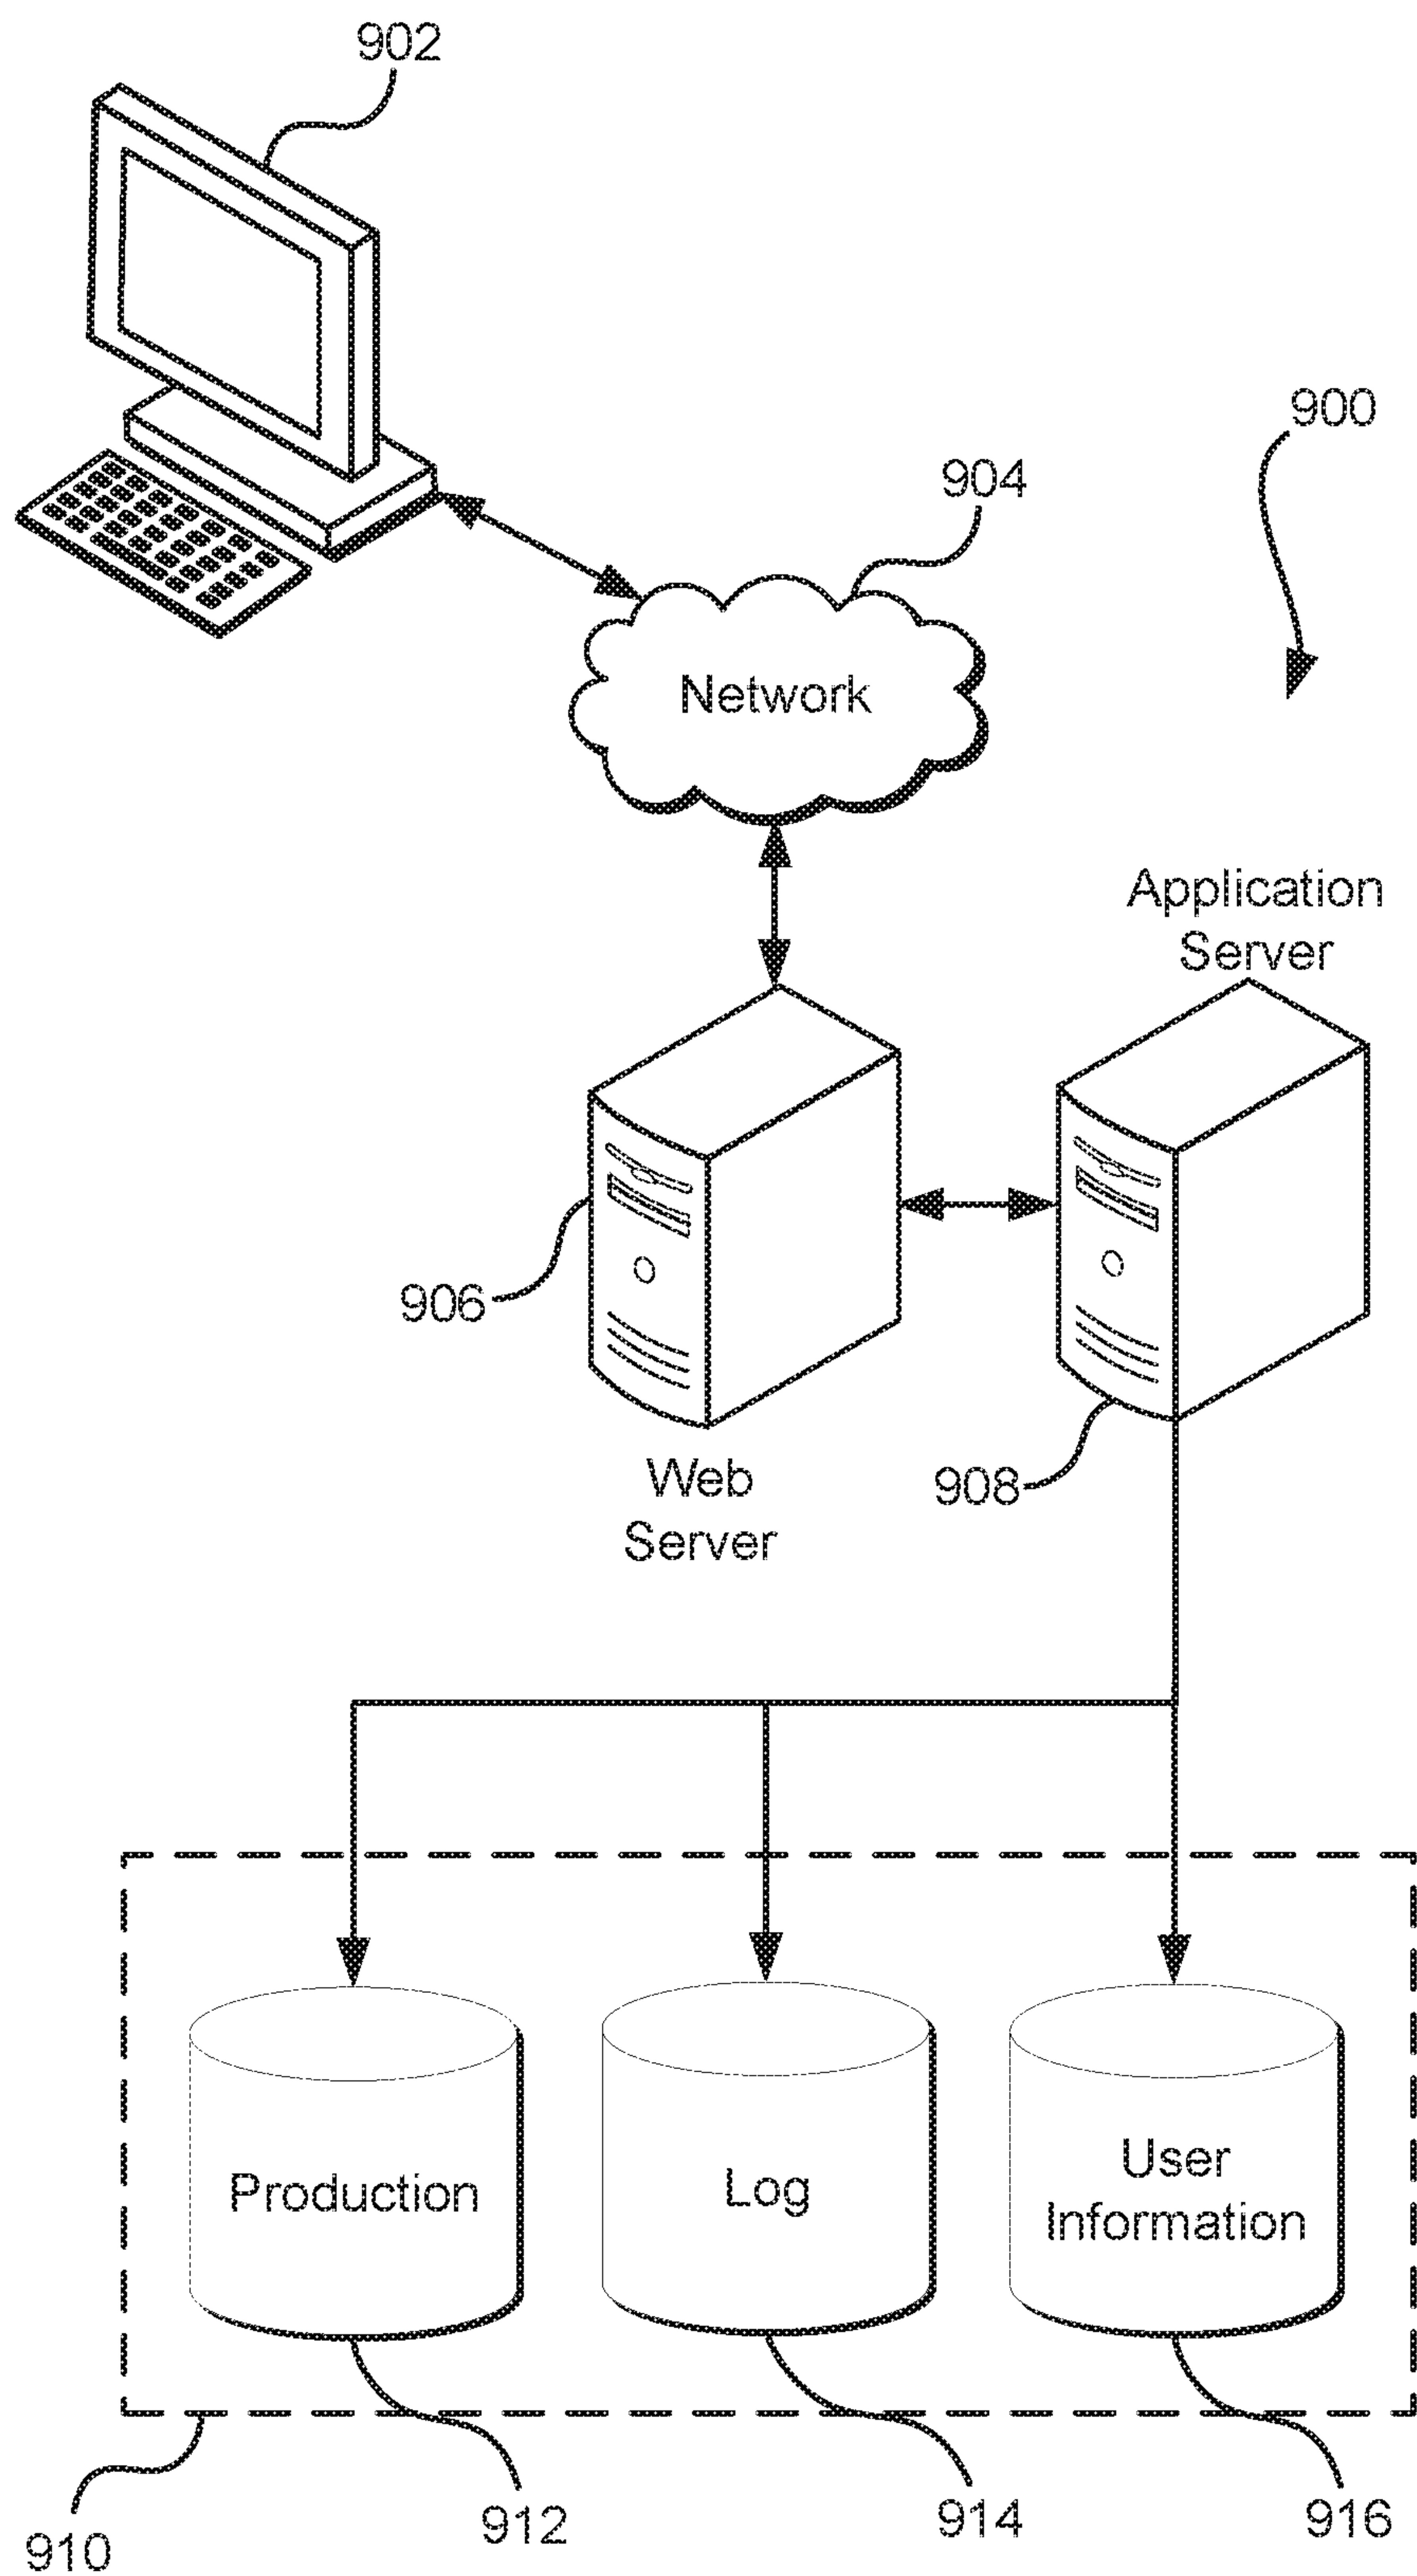 902
900
904
Network
Application
Server
906
908
Web
Server
Production
Log
User
Information
910
912
914
916